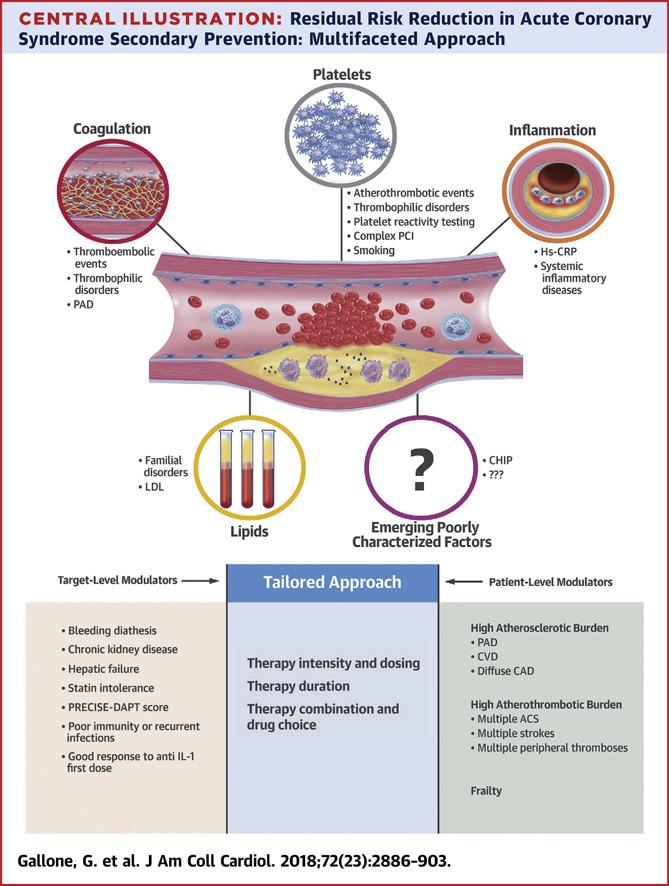 CENTRAL ILLUSTRATION: Residual Risk Reduction in Acute Coronary
Syndrome Secondary Prevention: Multifaceted Approach
Platelets
Coagulation
Inflammation
• Atherothrombotic events
• Thrombophilic disorders
• Platelet reactivity testing
• Complex PCI
• Smoking
• Thromboembolic
events
• Thrombophilic
disorders
• PAD
• Hs-CRP
• Systemic
inflammatory
diseases
• Familial
disorders
• LDL
?
• CHIP
• ???
Lipids
Emerging Poorly
Characterized Factors
Target-Level Modulators
Tailored Approach
Patient-Level Modulators
• Bleeding diathesis
• Chronic kidney disease
• Hepatic failure
• Statin intolerance
• PRECISE-DAPT score
• Poor immunity or recurrent
infections
• Good response to anti IL-1
first dose
Therapy intensity and dosing
Therapy duration
Therapy combination and
drug choice
High Atherosclerotic Burden
• PAD
• CVD
• Diffuse CAD
High Atherothrombotic Burden
• Multiple ACS
• Multiple strokes
• Multiple peripheral thromboses
Frailty
Gallone, G. et al. J Am Coll Cardiol. 2018;72(23):2886–903.